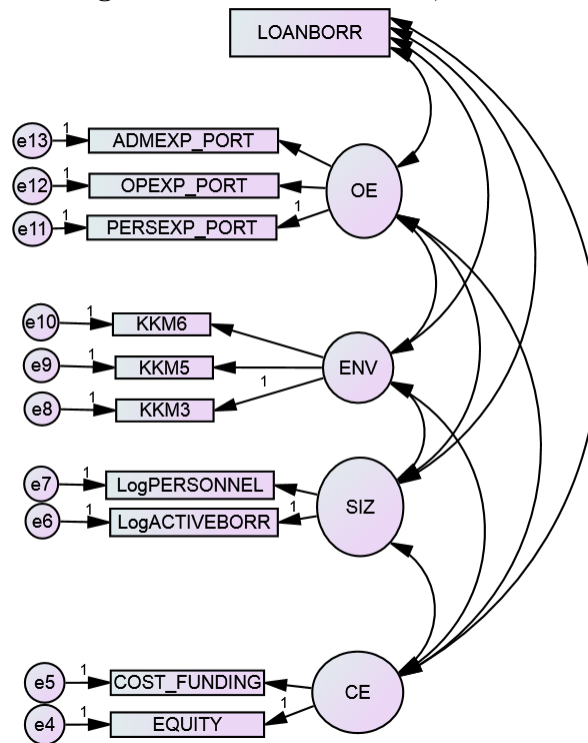 LOANBORR
e13 1 ADMEXP_PORT
e12 1 OPEXP_PORT
OE
e11 1 PERSEXP_PORT 1
e10 1 KKM6
e9 1 KKM5
ENV
e8 1 KKM3 1
e7 1 LogPERSONNEL
SIZ
e6 1 LogACTIVEBORR 1
e5 1 COST_FUNDING
CE
e4 1 EQUITY 1